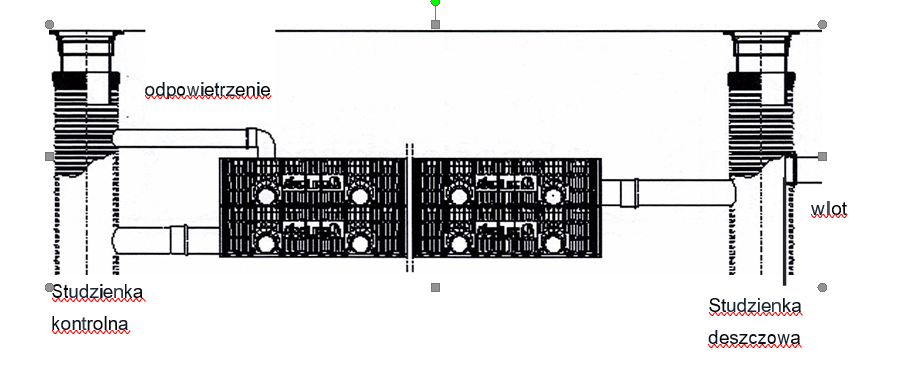 odpowietrzenie
wlot
Studzienka
kontrolna
Studzienka
deszczowa